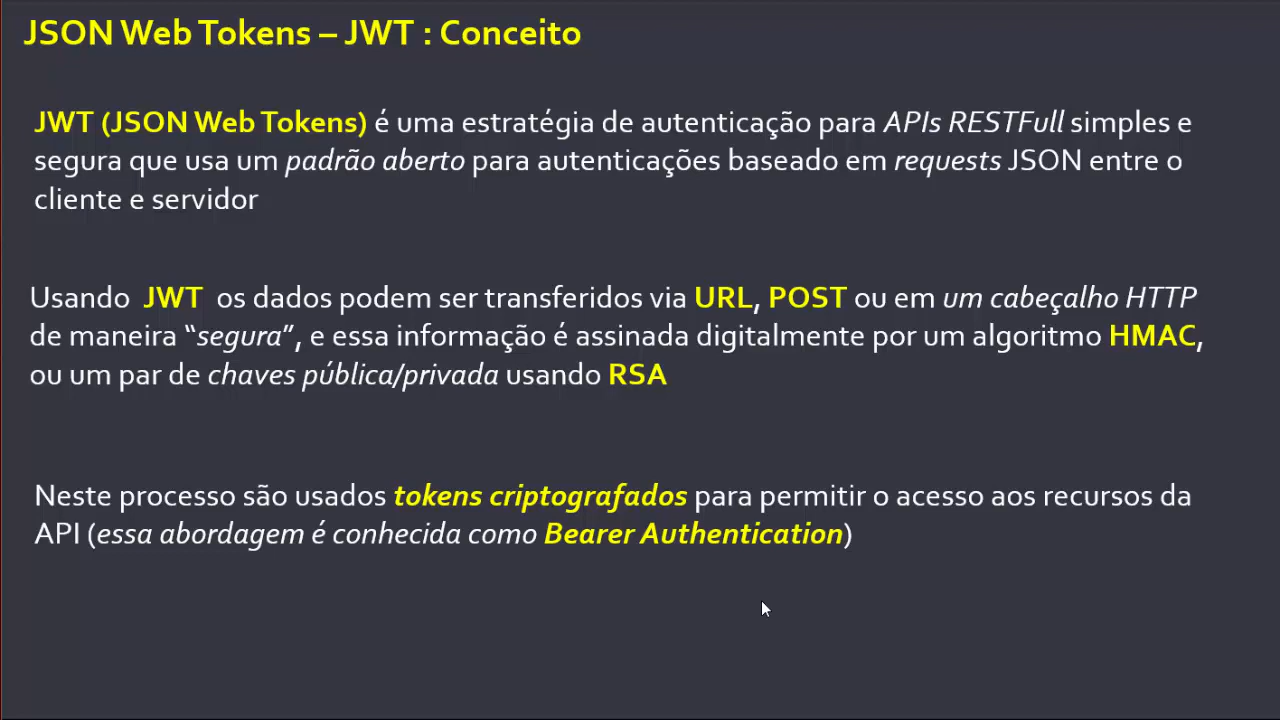 JSON Web Tokens – JWT : Conceito
JWT (JSON Web Tokens) é uma estratégia de autenticação para APIs RESTFull simples e
segura que usa um padrão aberto para autenticações baseado em requests JSON entre o
cliente e servidor
Usando JWT os dados podem ser transferidos via URL, POST ou em um cabeçalho HTTP
de maneira “segura”, e essa informação é assinada digitalmente por um algoritmo HMAC,
ou um par de chaves pública/privada usando RSA
Neste processo são usados tokens criptografados para permitir o acesso aos recursos da
API (essa abordagem é conhecida como Bearer Authentication)